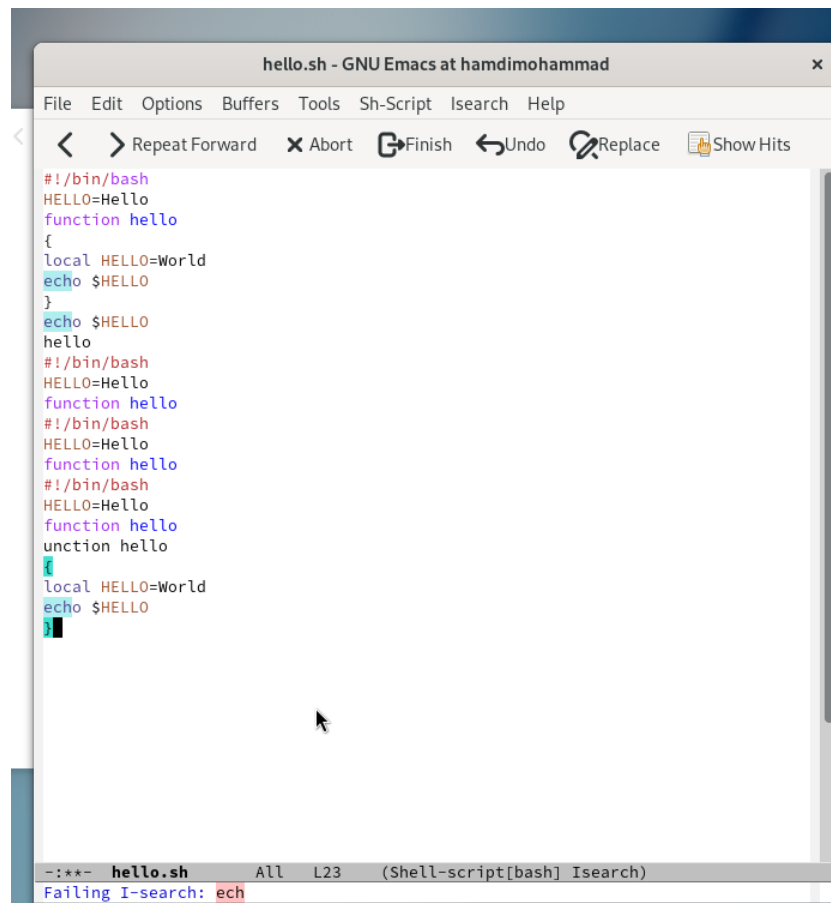 hello.sh - GNU Emacs at hamdimohammad ×
File Edit Options Buffers Tools Sh-Script Isearch Help
Repeat Forward Abort Finish Undo Replace Show Hits
#!/bin/bash
HELLO=Hello
function hello
{
local HELLO=World
echo $HELLO
}
echo $HELLO
hello
#!/bin/bash
HELLO=Hello
function hello
#!/bin/bash
HELLO=Hello
function hello
#!/bin/bash
HELLO=Hello
function hello
unction hello
{
local HELLO=World
echo $HELLO
}
-:**- hello.sh All L23 (Shell-script[bash] Isearch)
Failing I-search: ech